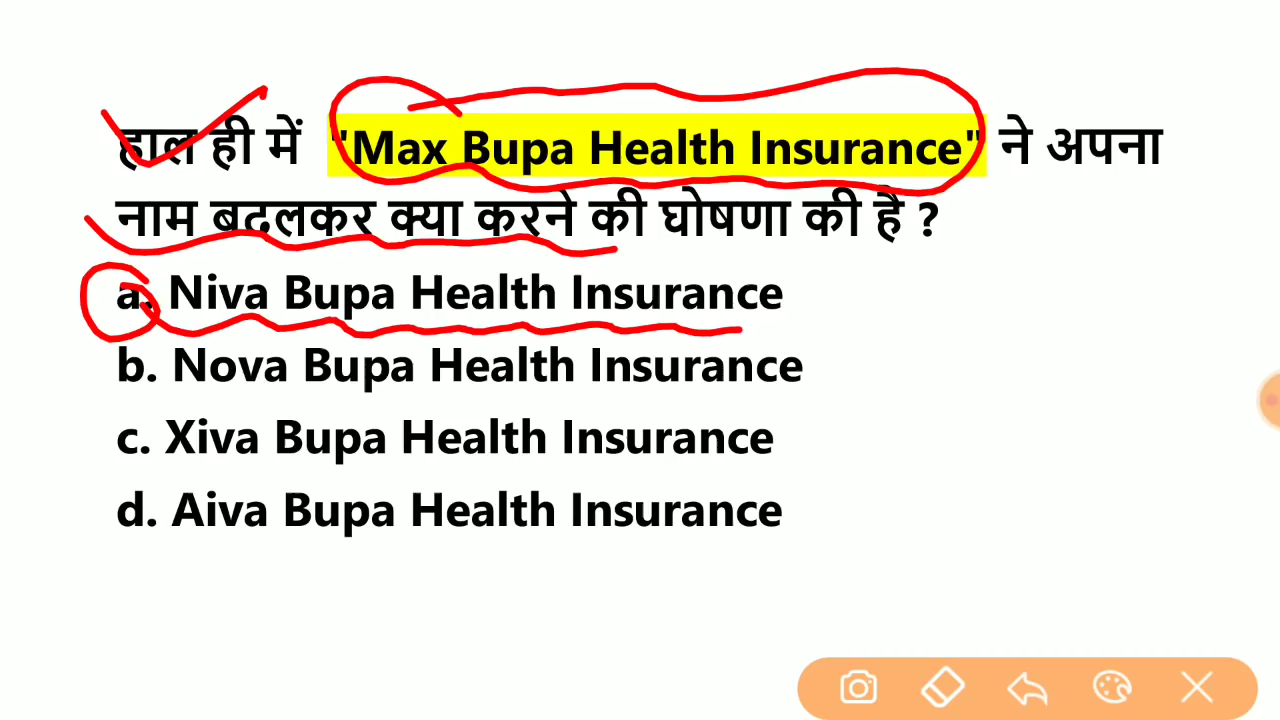 हाल ही में "Max Bupa Health Insurance" ने अपना
नाम बदलकर क्या करने की घोषणा की है ?
a. Niva Bupa Health Insurance
b. Nova Bupa Health Insurance
c. Xiva Bupa Health Insurance
d. Aiva Bupa Health Insurance